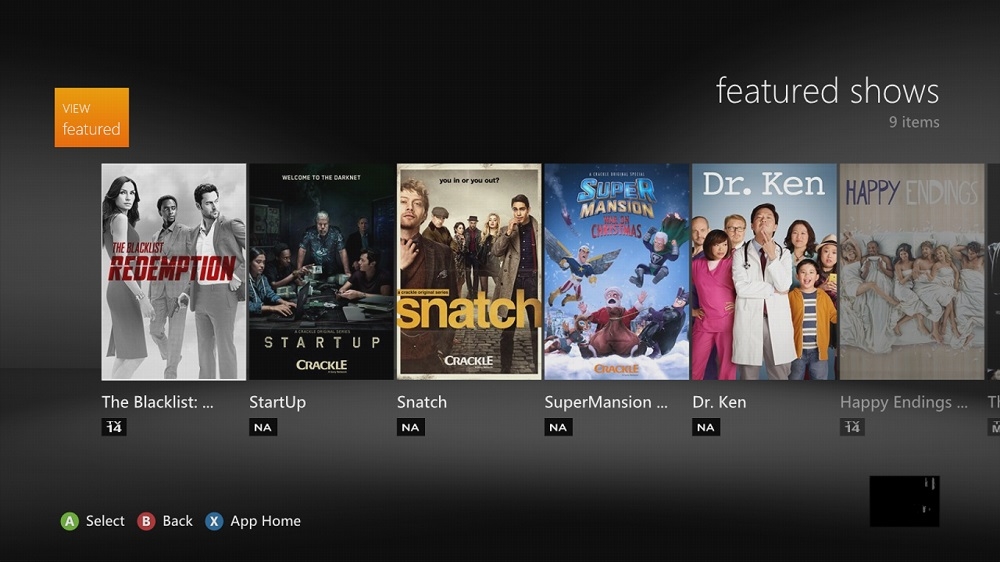 VIEW
featured
featured shows
9 items
THE BLACKLIST
REDEMPTION
WELCOME TO THE DARKNET
A CRACKLE ORIGINAL SERIES
STARTUP
CRACKLE
you in or you out?
a crackle original series
snatch
CRACKLE
A CRACKLE ORIGINAL SPECIAL
SUPER
MANSION
CHRISTMAS
CRACKLE
Dr. Ken
HAPPY ENDINGS
The Blacklist: ...
StartUp
Snatch
SuperMansion ...
Dr. Ken
Happy Endings ...
Th
TV
14
NA
NA
NA
NA
TV
14
M
A Select
B Back
X App Home